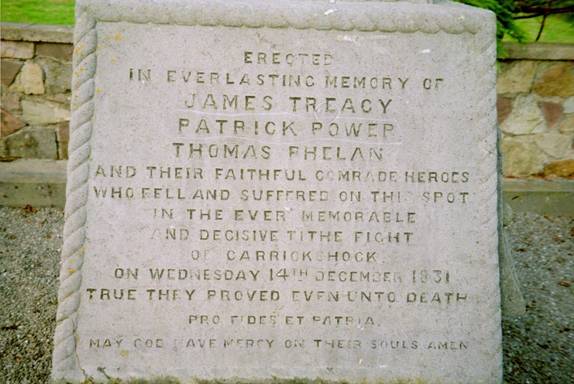 ERECTED
IN EVERLASTING MEMORY OF
JAMES TREACY
PATRICK POWER
THOMAS PHELAN
AND THEIR FAITHFUL COMRADE HEROES
WHO FELL AND SUFFERED ON THIS SPOT
IN THE EVER MEMORABLE
AND DECISIVE TITHE FIGHT
OF CARRICKSHOCK
ON WEDNESDAY 14TH DECEMBER 1831
TRUE THEY PROVED EVEN UNTO DEATH
PRO FIDES ET PATRIA.
MAY GOD HAVE MERCY ON THEIR SOULS AMEN